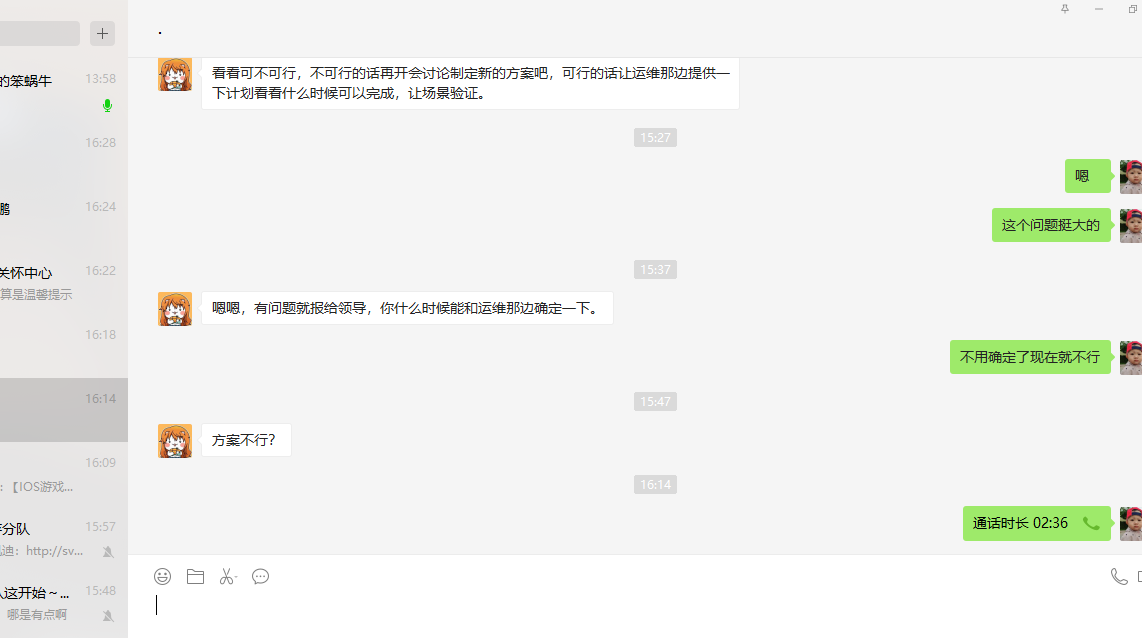 的笨蜗牛
13:58
16:28
鹏
16:24
关怀中心
16:22
算是温馨提示
16:18
16:14
16:09
：【IOS游戏...
分队
15:57
迪：http://sv...
这开始～...
15:48
哪是有点啊
.
看看可不可行，不可行的话再开会讨论制定新的方案吧，可行的话让运维那边提供一
下计划看看什么时候可以完成，让场景验证。
15:27
嗯
这个问题挺大的
15:37
嗯嗯，有问题就报给领导，你什么时候能和运维那边确定一下。
不用确定了现在就不行
15:47
方案不行？
16:14
通话时长 02:36